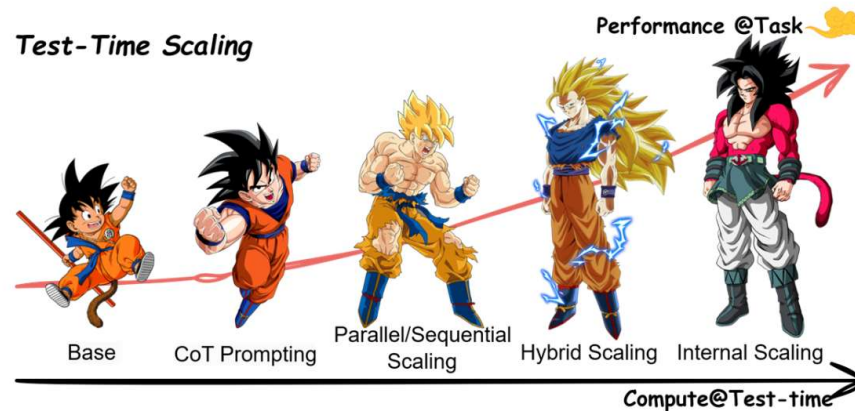 Test-Time Scaling
Performance @Task
Base
CoT Prompting
Parallel/Sequential
Scaling
Hybrid Scaling
Internal Scaling
Compute@Test-time